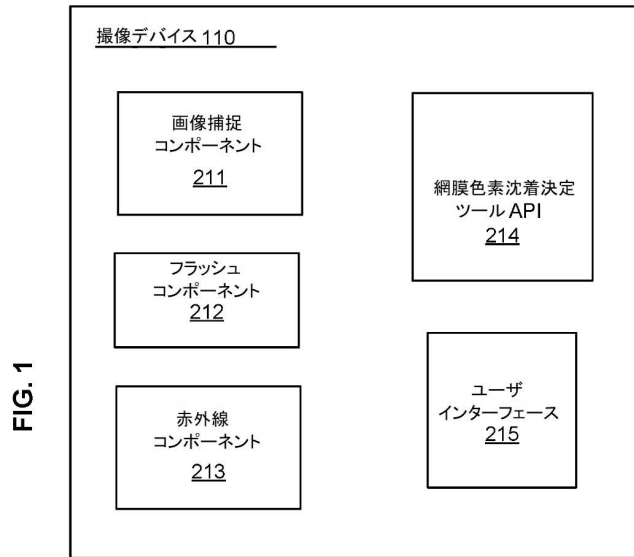 撮像デバイス 110
画像捕捉
コンポーネント
211
フラッシュ
コンポーネント
212
赤外線
コンポーネント
213
網膜色素沈着決定
ツール API
214
ユーザ
インターフェース
215
FIG. 1